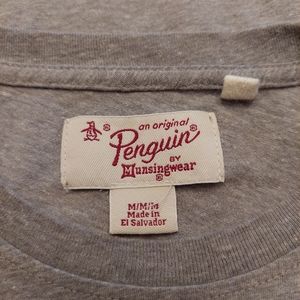 an original
Penguin®
BY
Munsingwear®
M/M/M
Made in
El Salvador